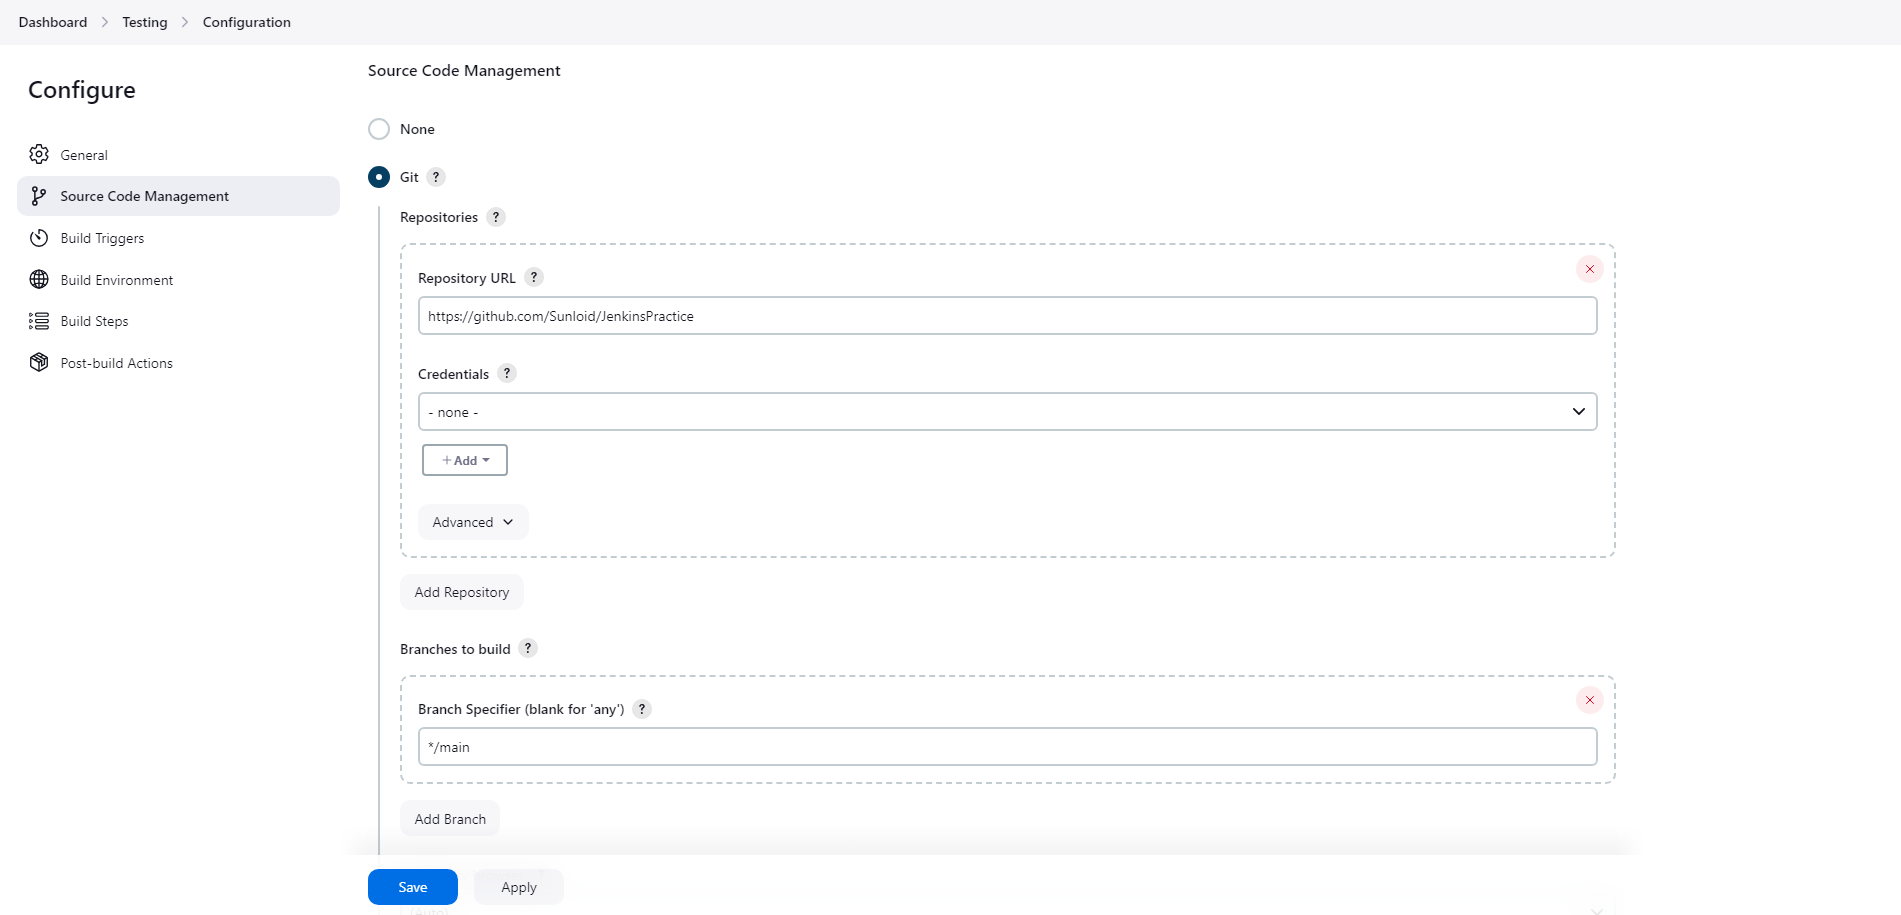 Dashboard > Testing > Configuration
Configure
General
Source Code Management
Build Triggers
Build Environment
Build Steps
Post-build Actions
Source Code Management
None
Git ?
Repositories ?
Repository URL ?
https://github.com/Sunloid/JenkinsPractice
Credentials ?
- none -
+ Add
Advanced
Add Repository
Branches to build ?
Branch Specifier (blank for 'any') ?
*/main
Add Branch
Save
Apply
(Auto)